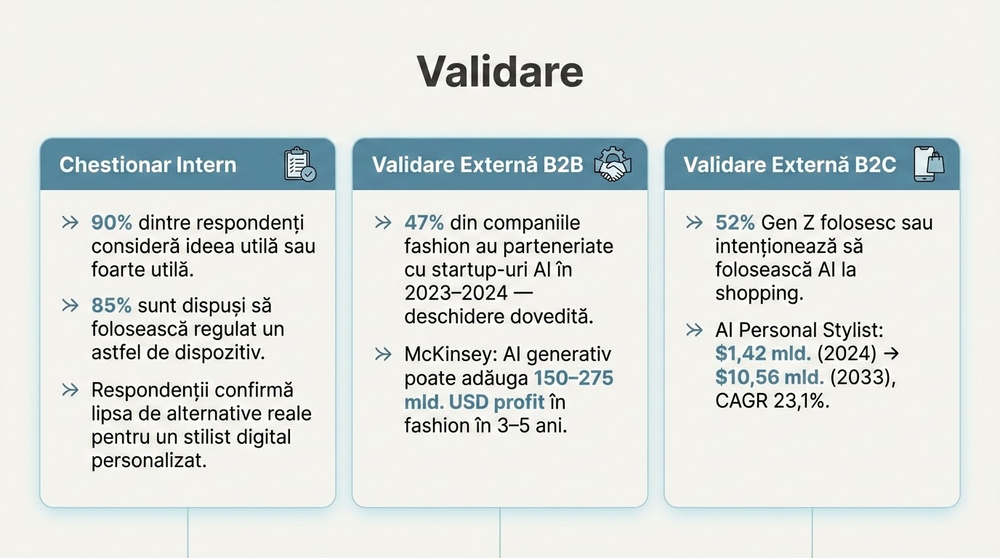 Validare
Chestionar Intern
90% dintre respondenți
consideră ideea utilă sau
foarte utilă.
85% sunt dispuși să
folosească regulat un
astfel de dispozitiv.
Respondenții confirmă
lipsa de alternative reale
pentru un stilist digital
personalizat.
Validare Externă B2B
47% din companiile
fashion au parteneriate
cu startup-uri AI în
2023–2024 —
deschidere dovedită.
McKinsey: AI generativ
poate adăuga 150–275
mld. USD profit în
fashion în 3–5 ani.
Validare Externă B2C
52% Gen Z folosesc sau
intenționează să
folosească AI la
shopping.
AI Personal Stylist:
$1,42 mld. (2024) →
$10,56 mld. (2033),
CAGR 23,1%.